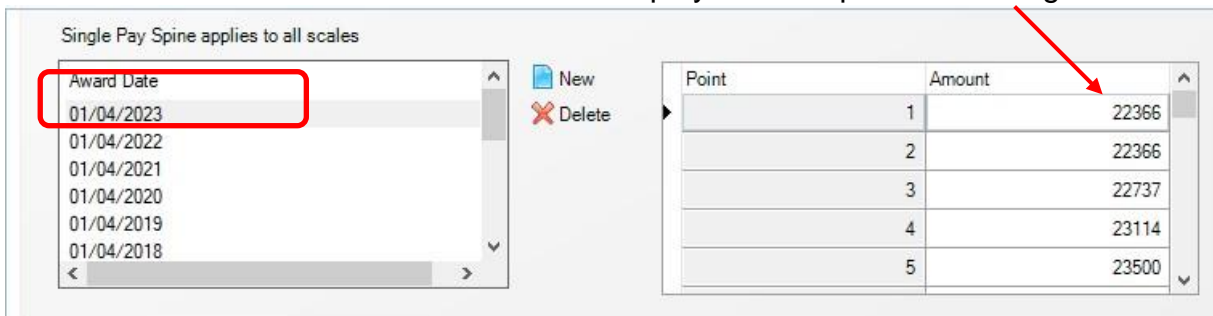 Single Pay Spine applies to all scales
Award Date
01/04/2023
01/04/2022
01/04/2021
01/04/2020
01/04/2019
01/04/2018
New
Delete
Point Amount
1 22366
2 22366
3 22737
4 23114
5 23500